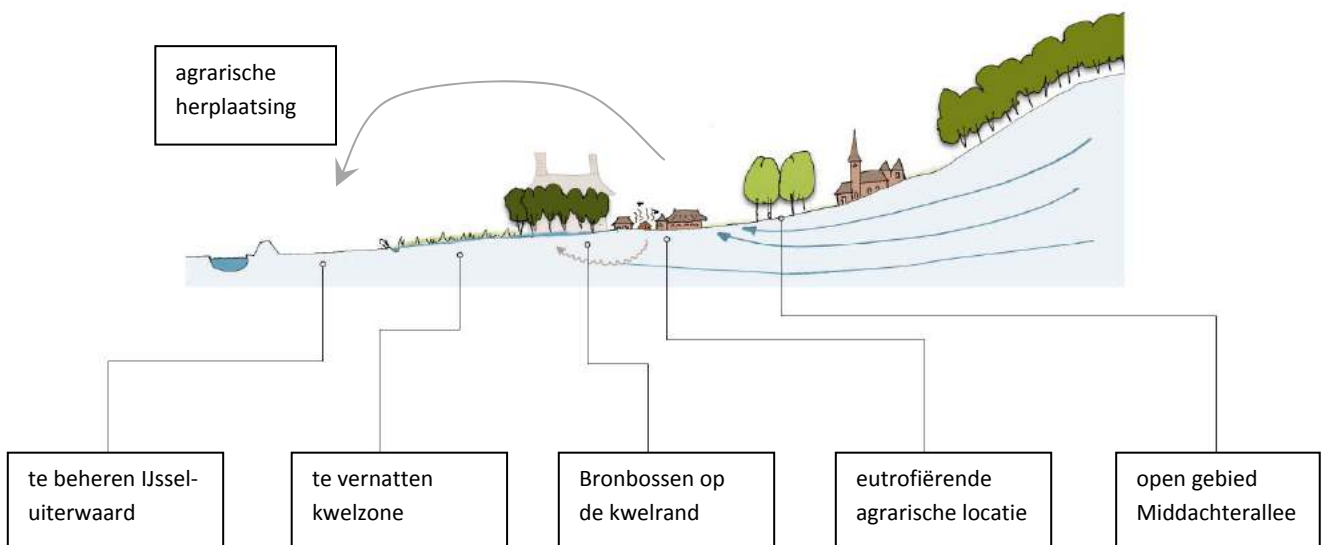 agrarische
herplaatsing
te beheren IJssel-
uiterwaard
te vernatten
kwelzone
Bronbossen op
de kwelrand
eutrofiërende
agrarische locatie
open gebied
Middachterallee